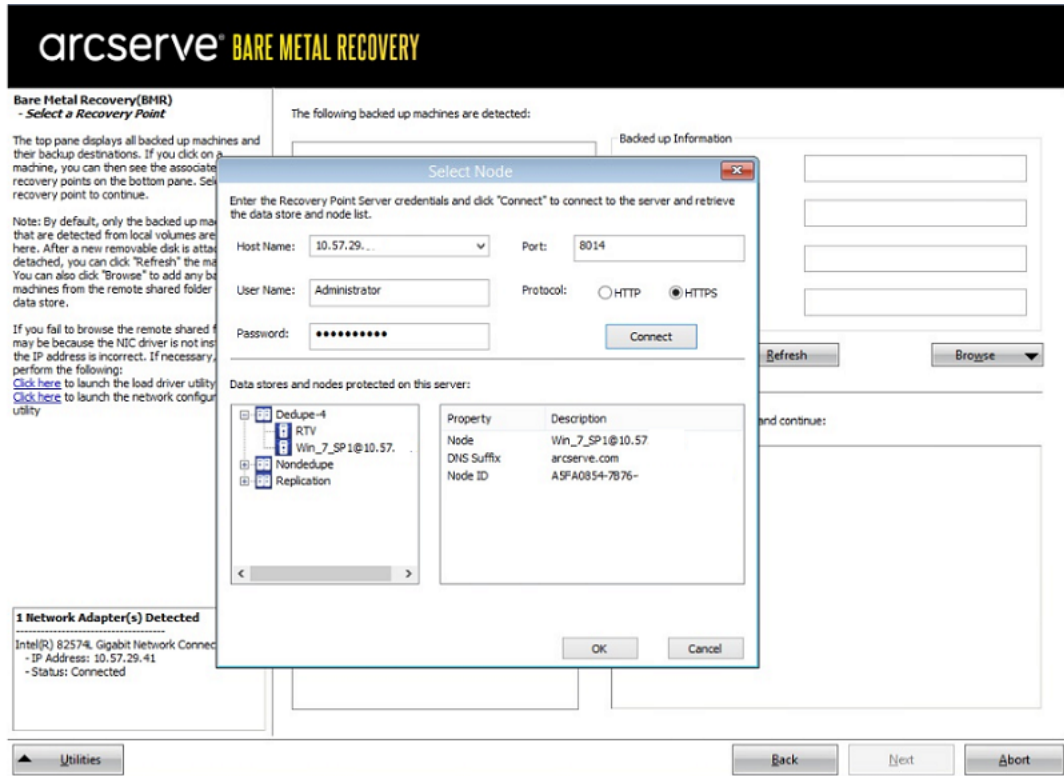 arcserve® BARE METAL RECOVERY
Bare Metal Recovery(BMR)
- Select a Recovery Point
The top pane displays all backed up machines and
their backup destinations. If you click on a
machine, you can then see the associate
recovery points on the bottom pane. Sel
recovery point to continue.
Note: By default, only the backed up ma
that are detected from local volumes are
here. After a new removable disk is attac
detached, you can click "Refresh" the ma
You can also click "Browse" to add any ba
machines from the remote shared folder
data store.
If you fail to browse the remote shared f
may be because the NIC driver is not ins
the IP address is incorrect. If necessary,
perform the following:
Click here to launch the load driver utility
Click here to launch the network configur
utility
1 Network Adapter(s) Detected
Intel(R) 82574L Gigabit Network Connec
- IP Address: 10.57.29.41
- Status: Connected
The following backed up machines are detected:
Backed up Information
Refresh
Browse
and continue:
Select Node
Enter the Recovery Point Server credentials and click "Connect" to connect to the server and retrieve
the data store and node list.
Host Name: 10.57.29... Port: 8014
User Name: Administrator Protocol: HTTP HTTPS
Password: •••••••••• Connect
Data stores and nodes protected on this server:
Dedupe-4
RTV
Win_7_SP1@10.57.
Nondedupe
Replication
Property Description
Node Win_7_SP1@10.57
DNS Suffix arcserve.com
Node ID A5FA0854-7B76-
OK Cancel
Utilities Back Next Abort